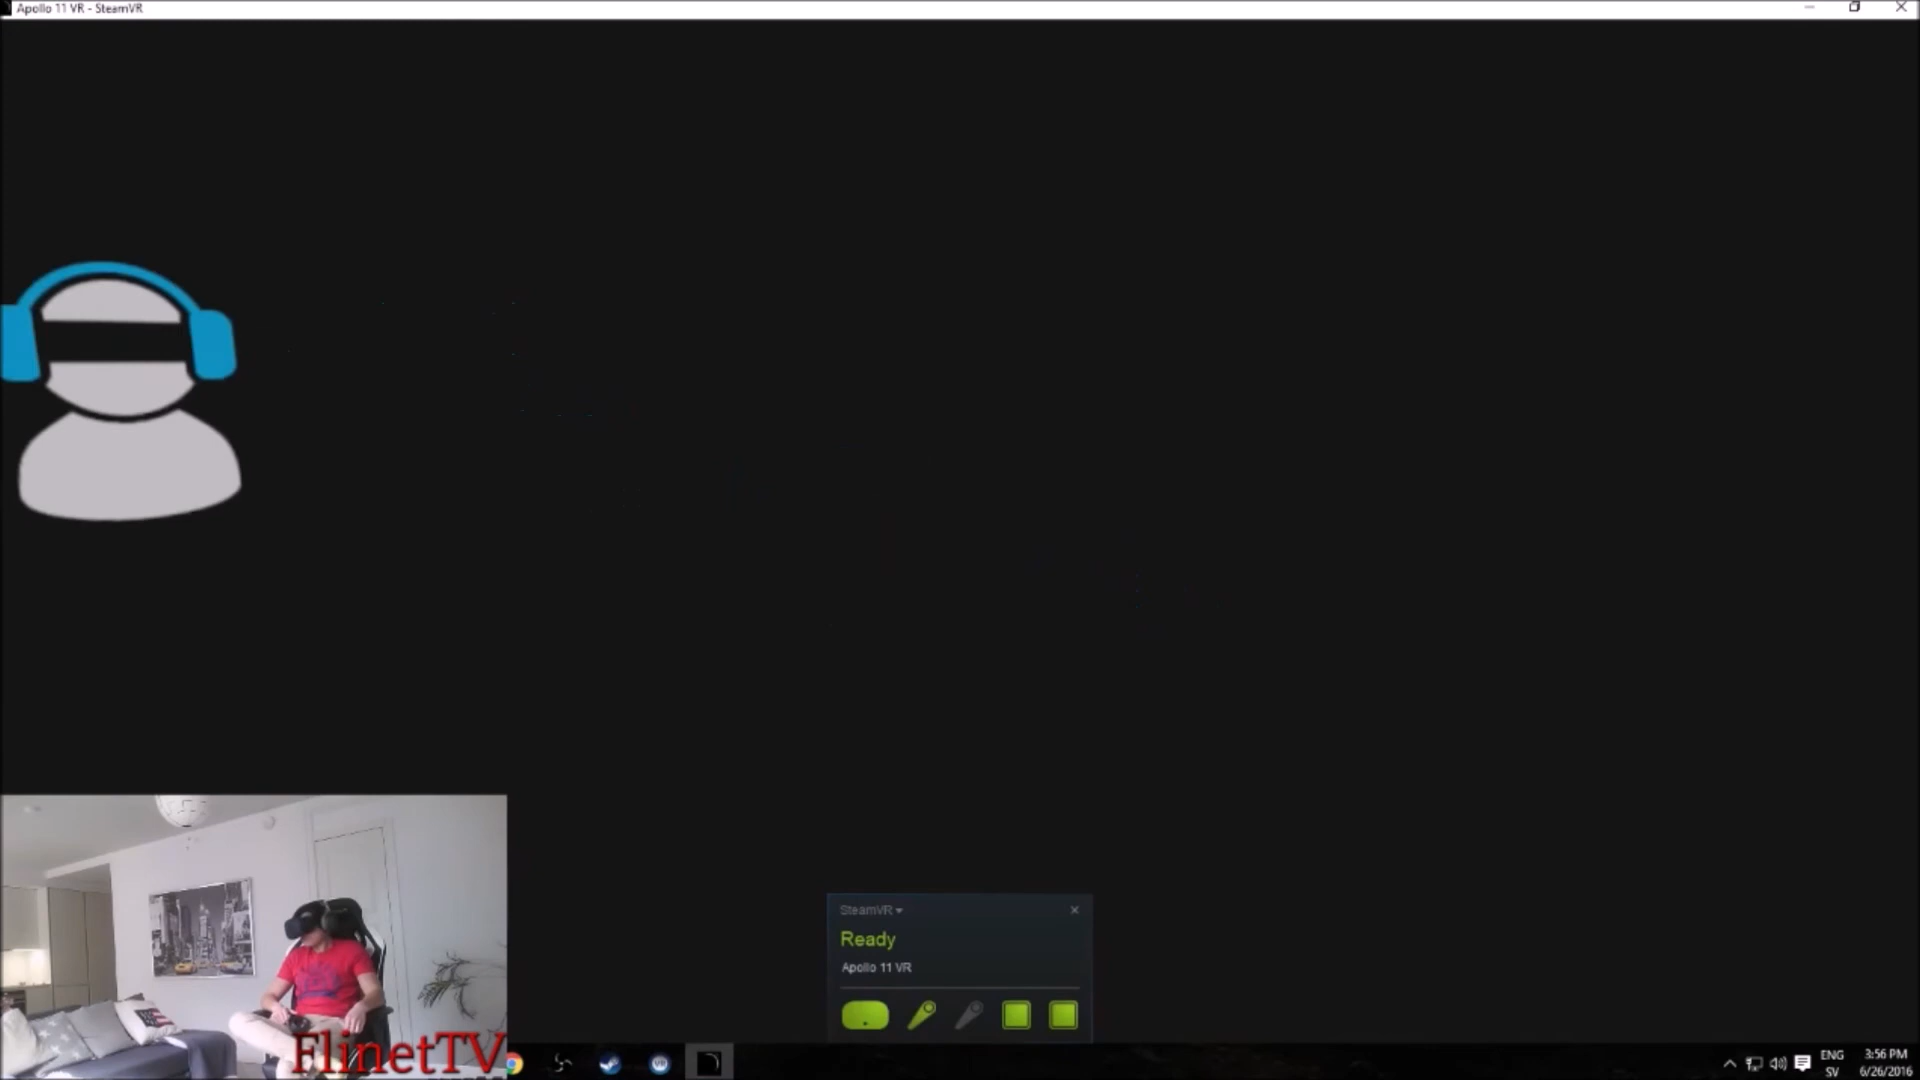 Apollo 11 VR - SteamVR
SteamVR
Ready
Apollo 11 VR
FlinetTV
ENG
SV
3:56 PM
6/26/2016